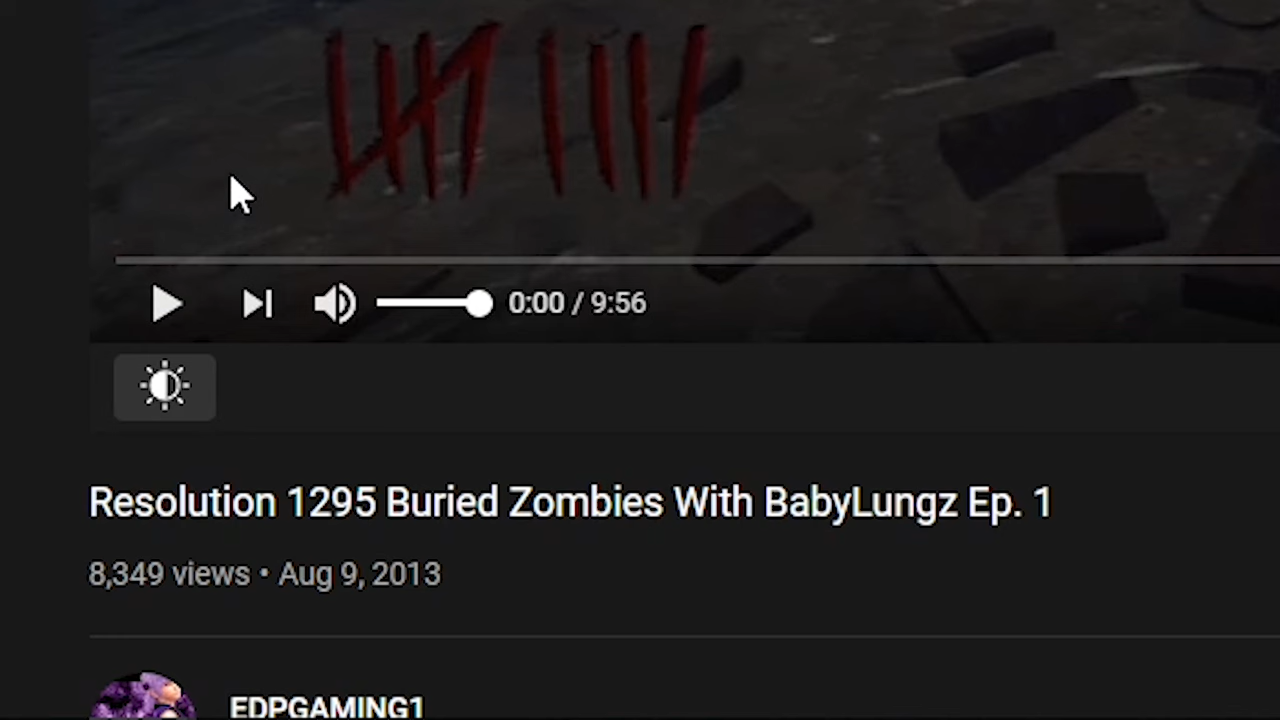 0:00 / 9:56
Resolution 1295 Buried Zombies With BabyLungz Ep. 1
8,349 views • Aug 9, 2013
EDPGAMING1